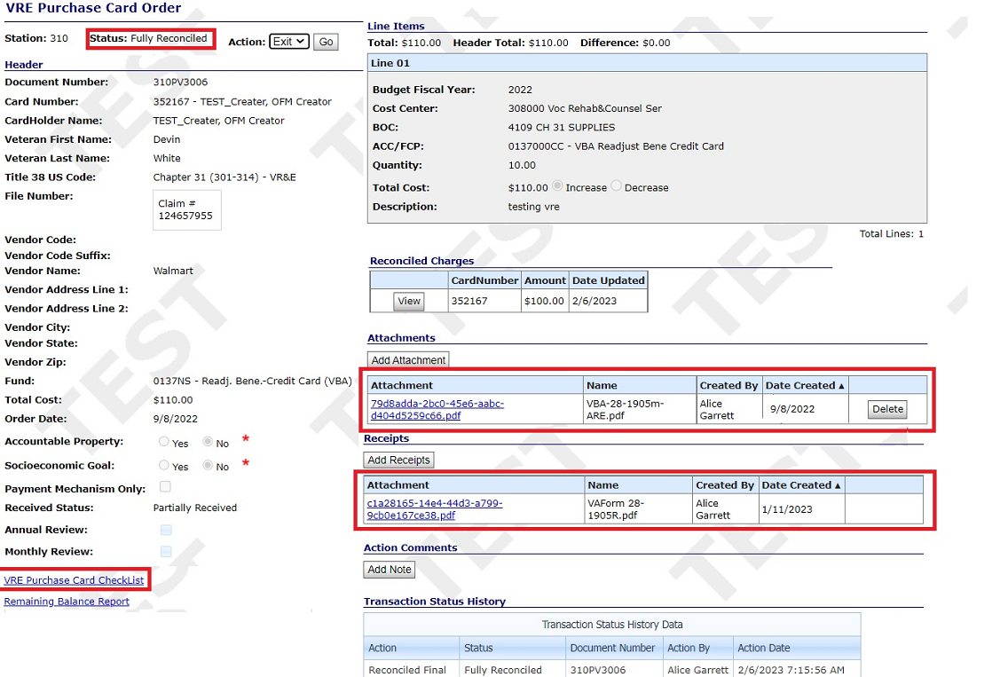 VRE Purchase Card Order
Station: 310
Status: Fully Reconciled
Action: Exit Go
Header
Document Number: 310PV3006
Card Number: 352167 - TEST_Creater, OFM Creator
CardHolder Name: TEST_Creater, OFM Creator
Veteran First Name: Devin
Veteran Last Name: White
Title 38 US Code: Chapter 31 (301-314) - VR&E
File Number: Claim #
124657955
Vendor Code:
Vendor Code Suffix:
Vendor Name: Walmart
Vendor Address Line 1:
Vendor Address Line 2:
Vendor City:
Vendor State:
Vendor Zip:
Fund: 0137NS - Readj. Bene.-Credit Card (VBA)
Total Cost: $110.00
Order Date: 9/8/2022
Accountable Property: Yes No *
Socioeconomic Goal: Yes No *
Payment Mechanism Only:
Received Status: Partially Received
Annual Review:
Monthly Review:
VRE Purchase Card CheckList
Remaining Balance Report
Line Items
Total: $110.00 Header Total: $110.00 Difference: $0.00
Line 01
Budget Fiscal Year: 2022
Cost Center: 308000 Voc Rehab&Counsel Ser
BOC: 4109 CH 31 SUPPLIES
ACC/FCP: 0137000CC - VBA Readjust Bene Credit Card
Quantity: 10.00
Total Cost: $110.00 Increase Decrease
Description: testing vre
Total Lines: 1
Reconciled Charges
CardNumber Amount Date Updated
View 352167 $100.00 2/6/2023
Attachments
Add Attachment
Attachment Name Created By Date Created ▲
79d8adda-2bc0-45e6-aabc-
d404d5259c66.pdf
VBA-28-1905m-
ARE.pdf
Alice
Garrett
9/8/2022
Delete
Receipts
Add Receipts
Attachment Name Created By Date Created ▲
c1a28165-14e4-44d3-a799-
9cb0e167ce38.pdf
VAForm 28-
1905R.pdf
Alice
Garrett
1/11/2023
Action Comments
Add Note
Transaction Status History
Transaction Status History Data
Action Status Document Number Action By Action Date
Reconciled Final Fully Reconciled 310PV3006 Alice Garrett 2/6/2023 7:15:56 AM
TEST
TEST
TEST
TEST
TEST
TEST